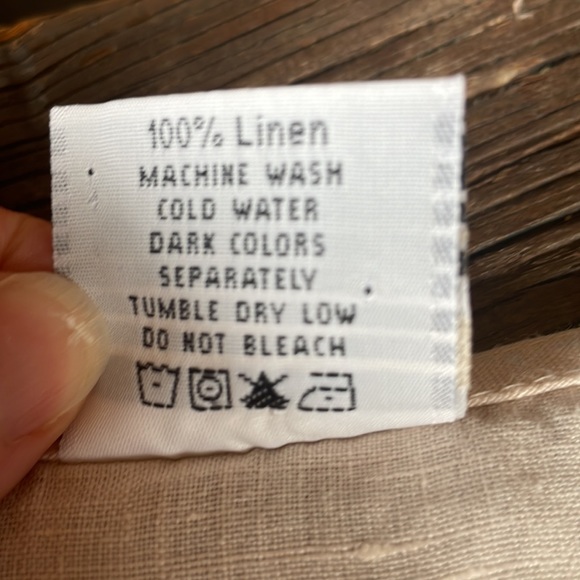 100% Linen
MACHINE WASH
COLD WATER
DARK COLORS
SEPARATELY
TUMBLE DRY LOW
DO NOT BLEACH